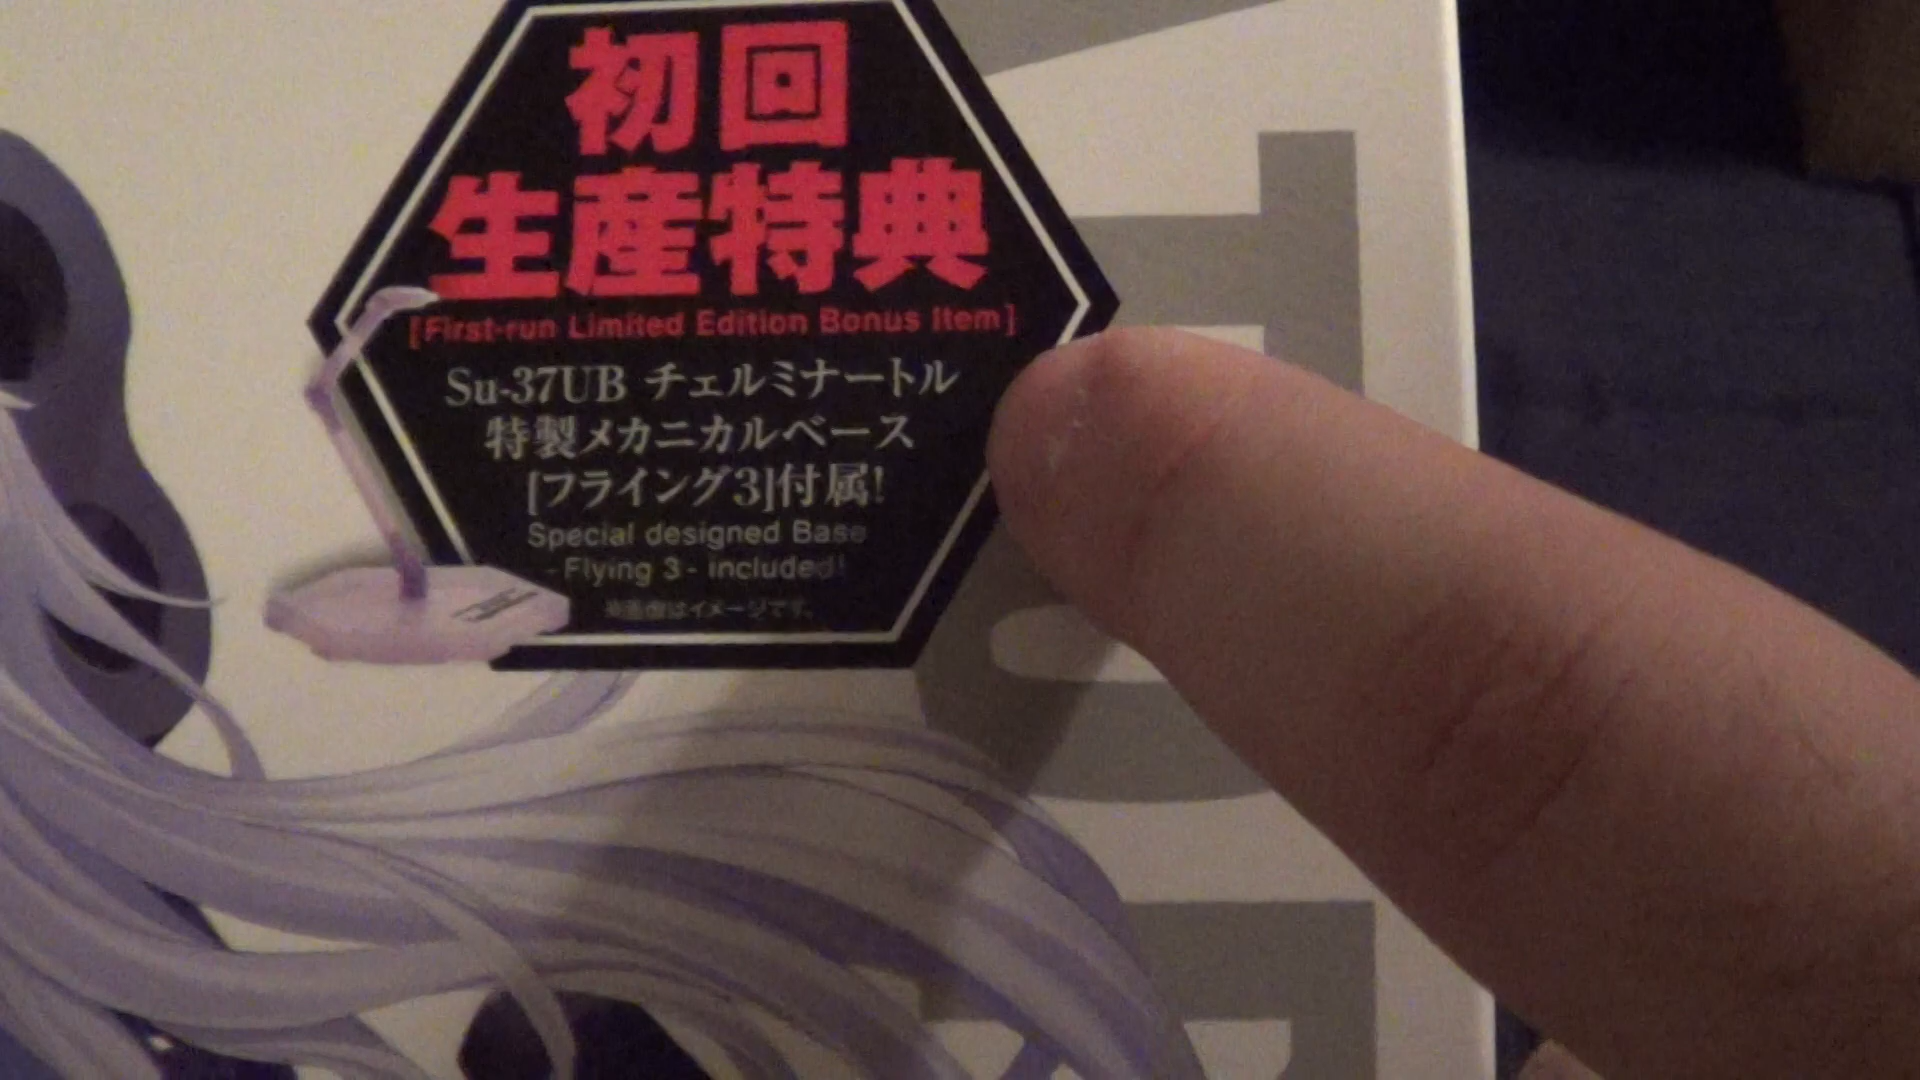 初回
生産特典
[First-run Limited Edition Bonus Item]
Su-37UB チェルミナートル
特製メカニカルベース
[フライング3]付属!
Special designed Base
- Flying 3 - included!
※画像はイメージです。